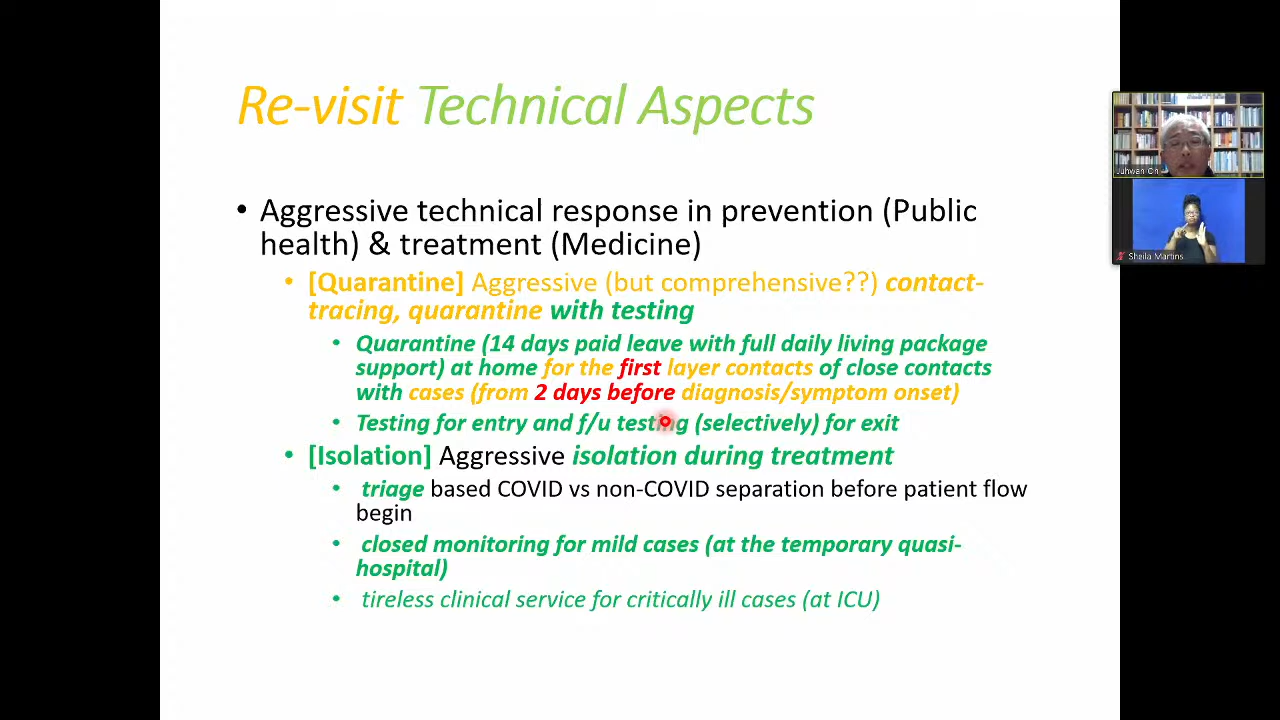 Re-visit Technical Aspects
• Aggressive technical response in prevention (Public
health) & treatment (Medicine)
• [Quarantine] Aggressive (but comprehensive??) contact-
tracing, quarantine with testing
• Quarantine (14 days paid leave with full daily living package
support) at home for the first layer contacts of close contacts
with cases (from 2 days before diagnosis/symptom onset)
• Testing for entry and f/u testing (selectively) for exit
• [Isolation] Aggressive isolation during treatment
• triage based COVID vs non-COVID separation before patient flow
begin
• closed monitoring for mild cases (at the temporary quasi-
hospital)
• tireless clinical service for critically ill cases (at ICU)
Juhwan Oh
Sheila Martins